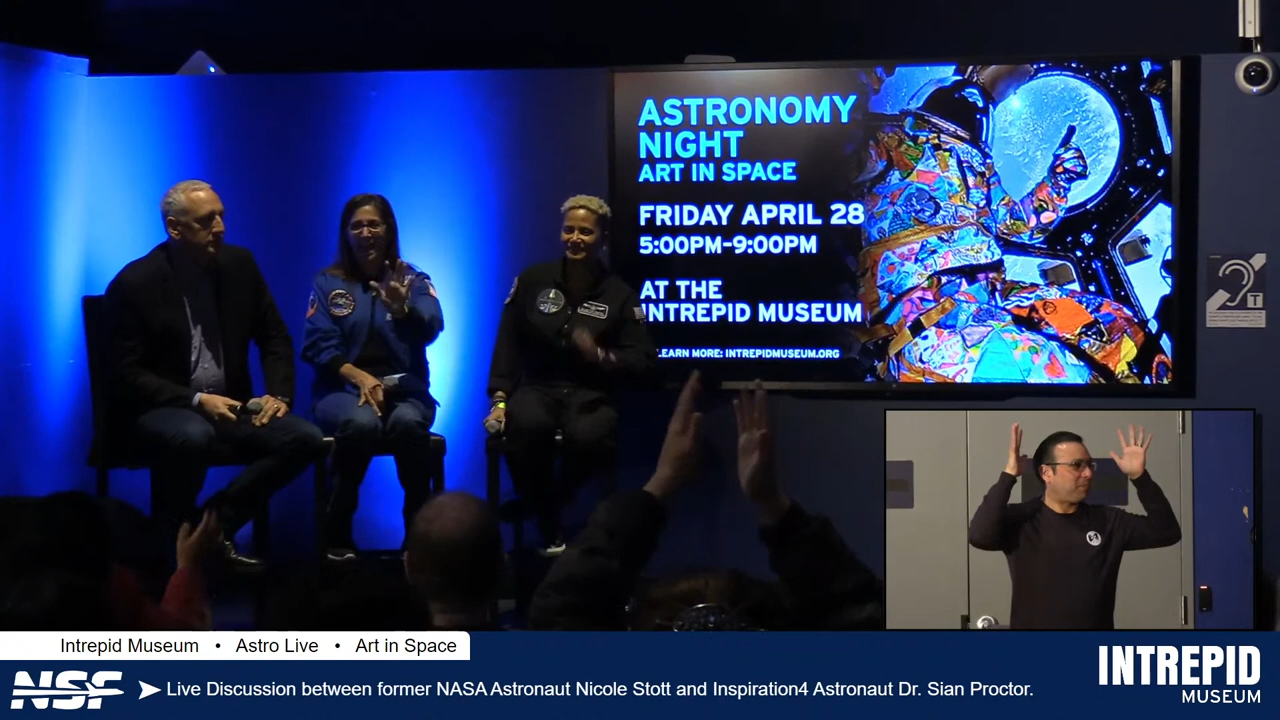 ASTRONOMY
NIGHT
ART IN SPACE
FRIDAY APRIL 28
5:00PM-9:00PM
AT THE
INTREPID MUSEUM
LEARN MORE: INTREPIDMUSEUM.ORG
T
Intrepid Museum • Astro Live • Art in Space
NSF
Live Discussion between former NASA Astronaut Nicole Stott and Inspiration4 Astronaut Dr. Sian Proctor.
INTREPID
MUSEUM